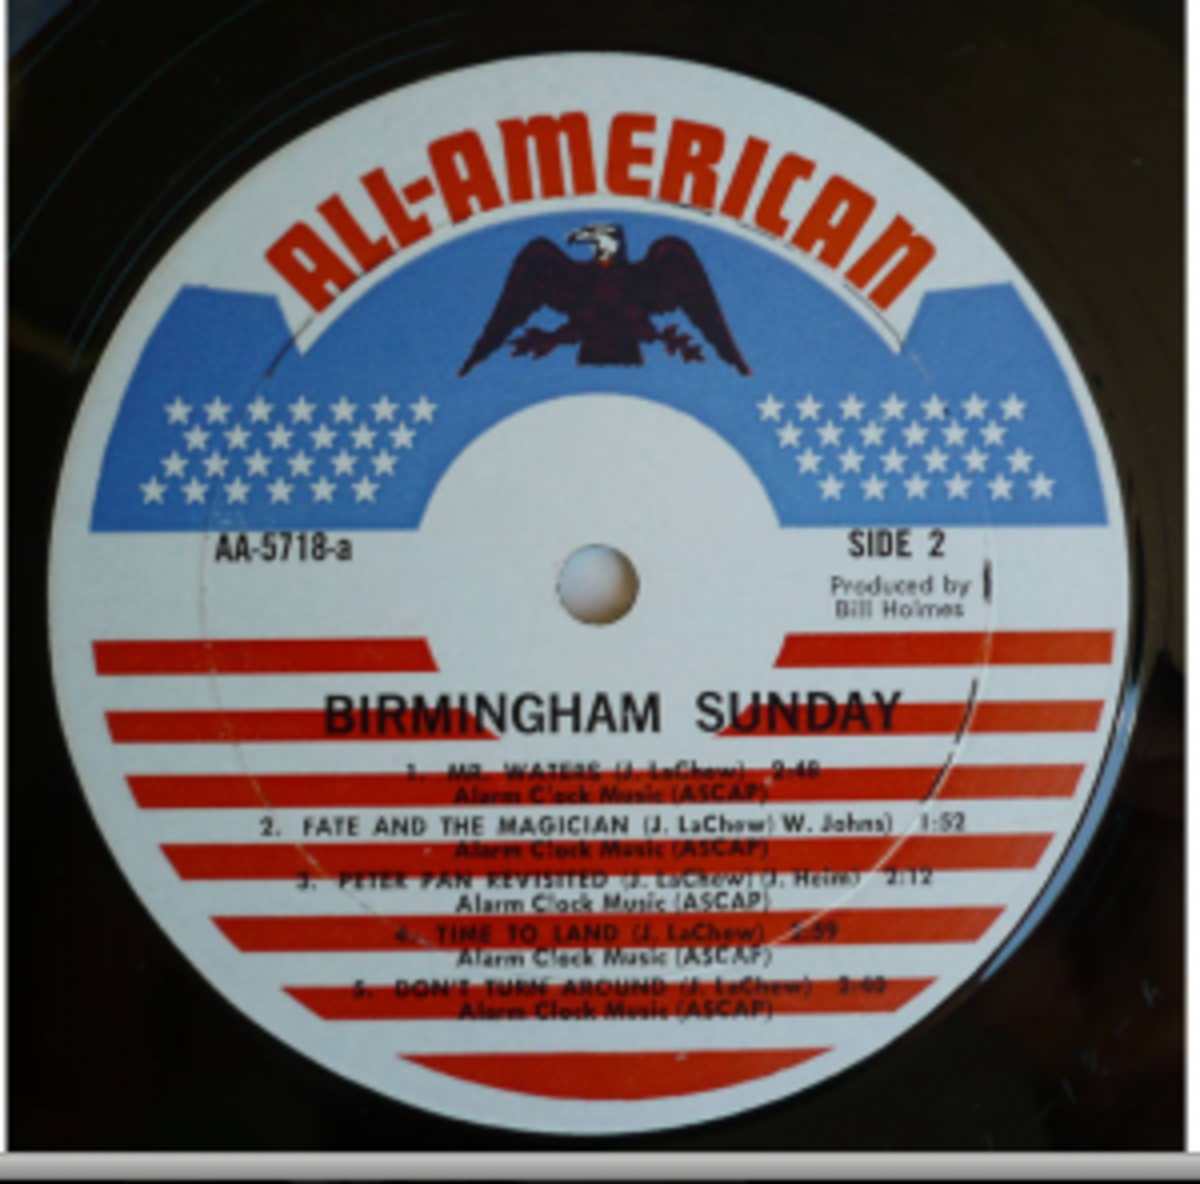 ALL-AMERICAN
AA-5718-a
SIDE 2
Produced by
Bill Holmes
BIRMINGHAM SUNDAY
1. MR. WATERS (J. LaChew) 2:48
Alarm Clock Music (ASCAP)
2. FATE AND THE MAGICIAN (J. LaChew) W. Johns) 1:52
Alarm Clock Music (ASCAP)
3. PETER PAN REVISITED (J. LaChew) (J. Heim) 2:12
Alarm Clock Music (ASCAP)
4. TIME TO LAND (J. LaChew) 2:59
Alarm Clock Music (ASCAP)
5. DON'T TURN AROUND (J. LaChew)
Alarm Clock Music (ASCAP)